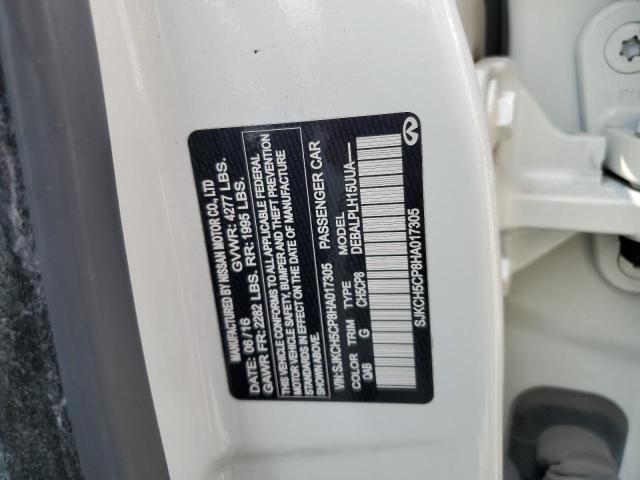 MANUFACTURED BY NISSAN MOTOR CO., LTD
DATE: 06 / 16 GVWR: 4277 LBS.
GAWR FR: 2282 LBS. RR: 1995 LBS.
THIS VEHICLE CONFORMS TO ALL APPLICABLE FEDERAL
MOTOR VEHICLE SAFETY, BUMPER AND THEFT PREVENTION
STANDARDS IN EFFECT ON THE DATE OF MANUFACTURE
SHOWN ABOVE.
VIN: SJKCH5CP8HA017305 PASSENGER CAR
COLOR TRIM TYPE MODEL
QAB G CH5CP8 DEBALPLH15UUA—
SJKCH5CP8HA017305